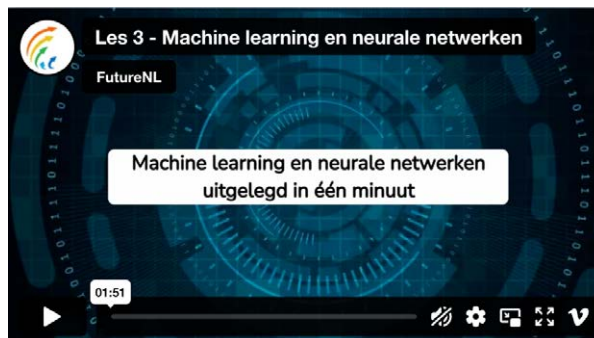 Les 3 - Machine learning en neurale netwerken
FutureNL
Machine learning en neurale netwerken
uitgelegd in één minuut
01:51